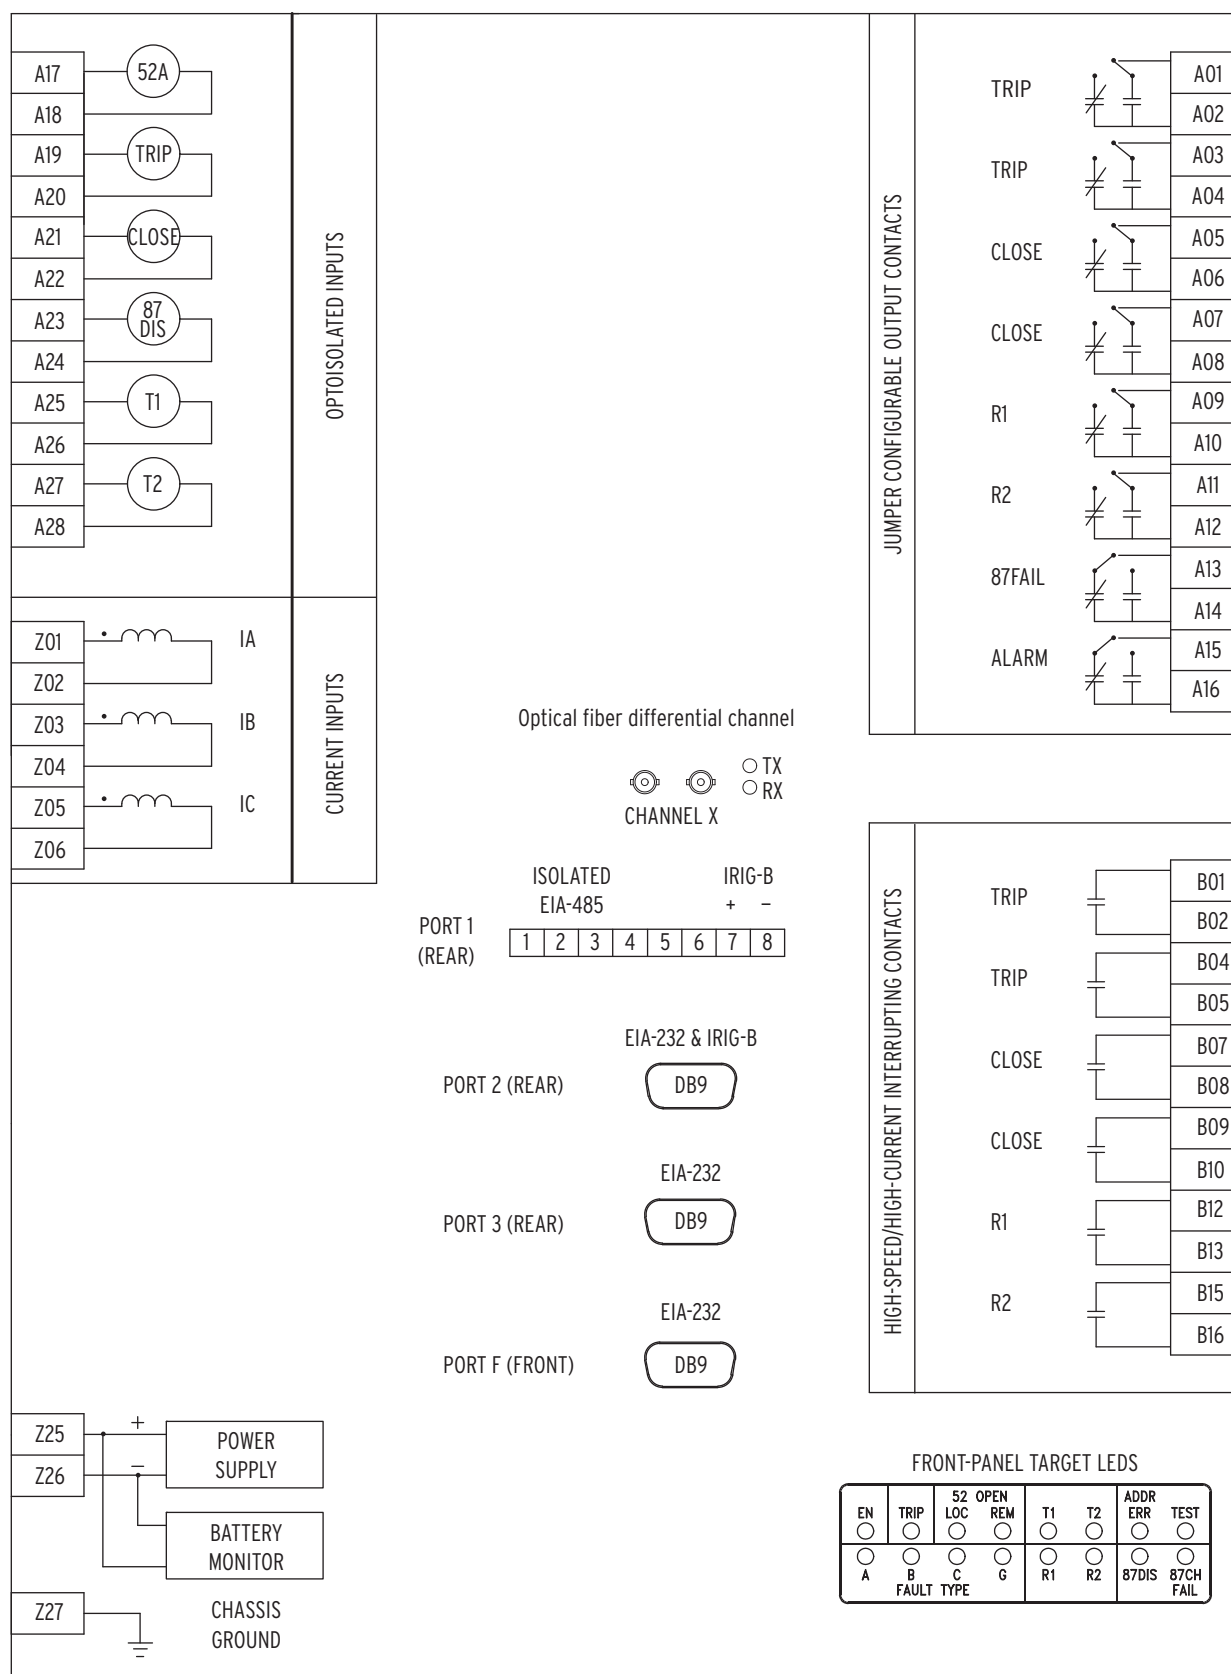 A17
52A
A18
A19
TRIP
A20
A21
CLOSE
A22
A23
87
DIS
A24
A25
T1
A26
A27
T2
A28
OPTOISOLATED INPUTS
Z01
IA
Z02
Z03
IB
Z04
Z05
IC
Z06
CURRENT INPUTS
JUMPER CONFIGURABLE OUTPUT CONTACTS
TRIP
A01
A02
TRIP
A03
A04
CLOSE
A05
A06
CLOSE
A07
A08
R1
A09
A10
R2
A11
A12
87FAIL
A13
A14
ALARM
A15
A16
Optical fiber differential channel
TX
RX
CHANNEL X
ISOLATED
EIA-485
IRIG-B
+ −
PORT 1
(REAR)
1 2 3 4 5 6 7 8
EIA-232 & IRIG-B
PORT 2 (REAR)
DB9
EIA-232
PORT 3 (REAR)
DB9
EIA-232
PORT F (FRONT)
DB9
HIGH-SPEED/HIGH-CURRENT INTERRUPTING CONTACTS
TRIP
B01
B02
TRIP
B04
B05
CLOSE
B07
B08
CLOSE
B09
B10
R1
B12
B13
R2
B15
B16
Z25
+
POWER
SUPPLY
Z26
−
BATTERY
MONITOR
Z27
CHASSIS
GROUND
FRONT-PANEL TARGET LEDS
52 OPEN ADDR
EN TRIP LOC REM T1 T2 ERR TEST
A B C G R1 R2 87DIS 87CH
FAULT TYPE FAIL